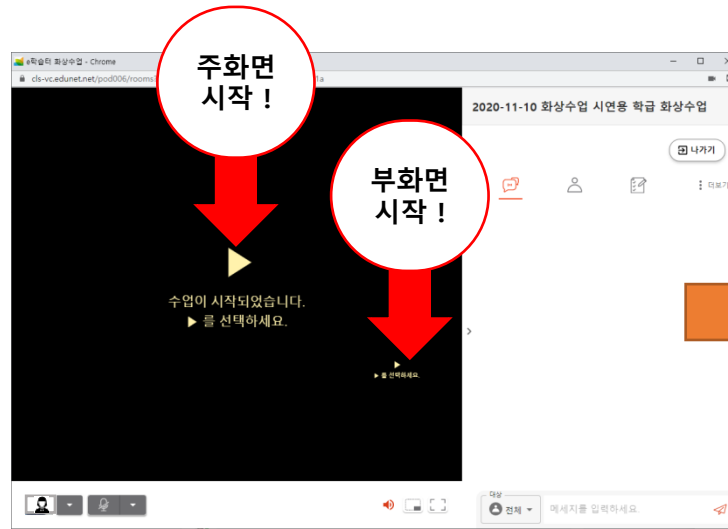 주화면
시작 !
e학습터 화상수업 - Chrome
cls-vc.edunet.net/pod006/rooms
1a
2020-11-10 화상수업 시연용 학급 화상수업
나가기
부화면
시작 !
더보기
수업이 시작되었습니다.
▶ 를 선택하세요.
▶ 를 선택하세요.
대상
전체
메세지를 입력하세요.